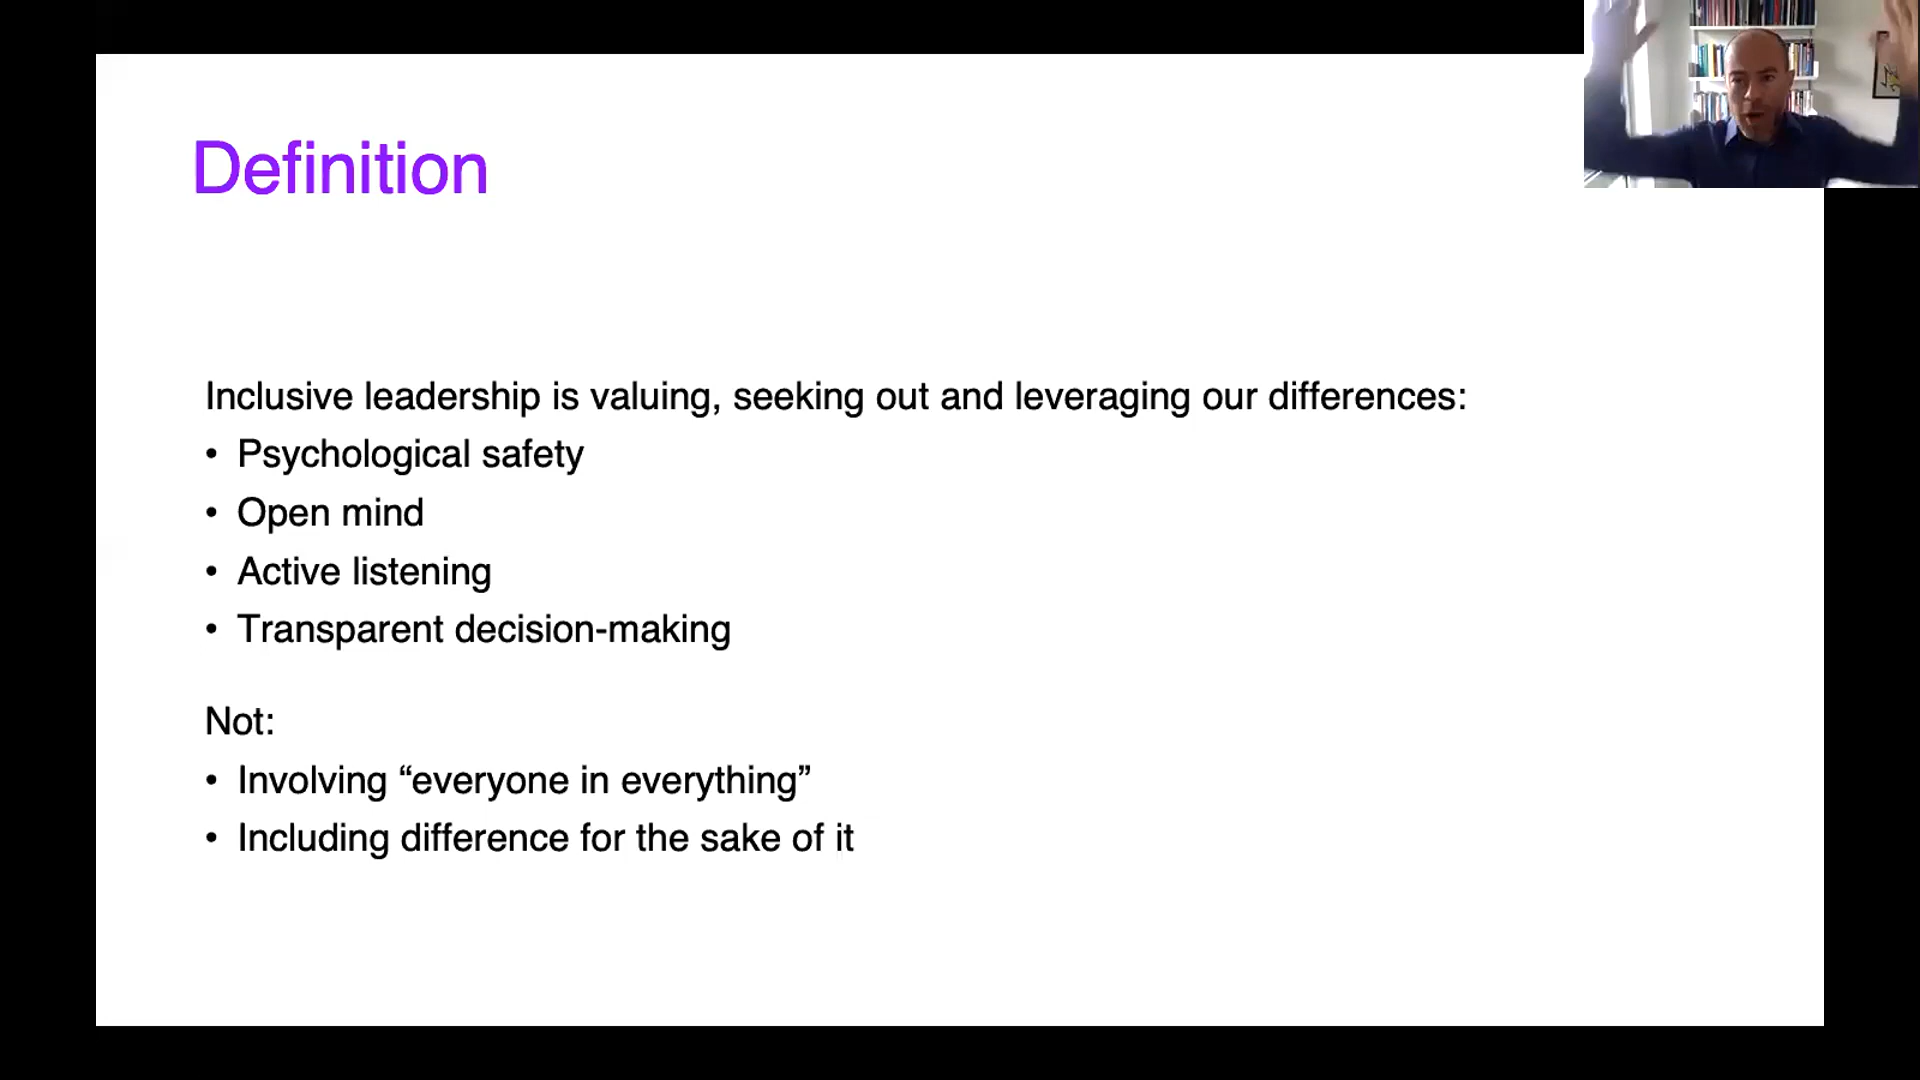 Definition
Inclusive leadership is valuing, seeking out and leveraging our differences:
• Psychological safety
• Open mind
• Active listening
• Transparent decision-making
Not:
• Involving “everyone in everything”
• Including difference for the sake of it